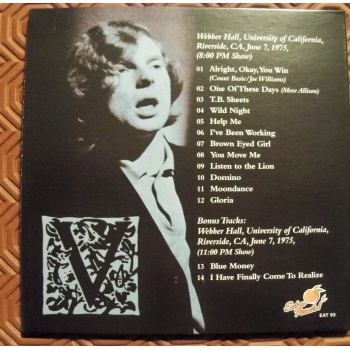 Webber Hall, University of California,
Riverside, CA, June 7, 1975,
(8:00 PM Show)
01 Alright, Okay, You Win
(Count Basie/Joe Williams)
02 One Of These Days (Mose Allison)
03 T.B. Sheets
04 Wild Night
05 Help Me
06 I've Been Working
07 Brown Eyed Girl
08 You Move Me
09 Listen to the Lion
10 Domino
11 Moondance
12 Gloria
Bonus Tracks:
Webber Hall, University of California,
Riverside, CA, June 7, 1975,
(11:00 PM Show)
13 Blue Money
14 I Have Finally Come To Realize
V
EAT 93